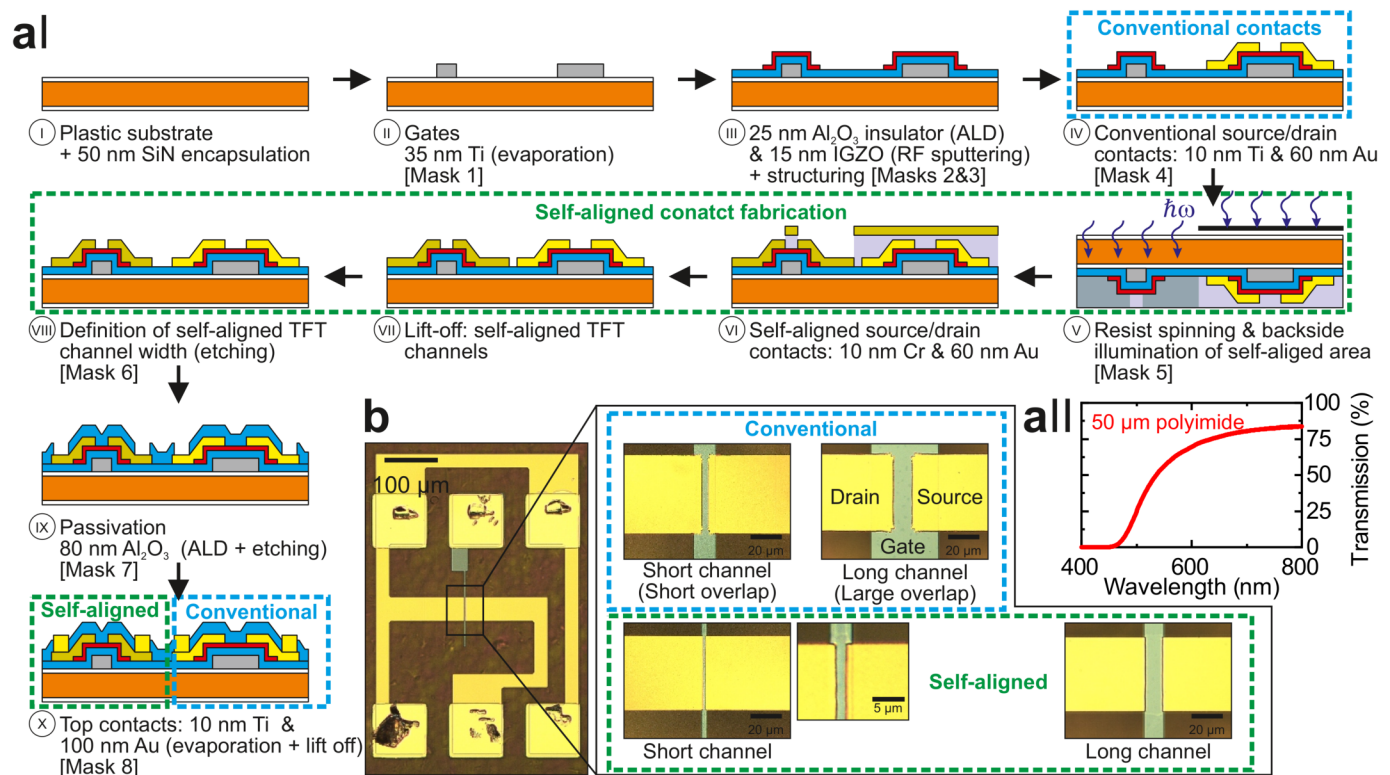 aI
Conventional contacts
I Plastic substrate
+ 50 nm SiN encapsulation
II Gates
35 nm Ti (evaporation)
[Mask 1]
III 25 nm Al₂O₃ insulator (ALD)
& 15 nm IGZO (RF sputtering)
+ structuring [Masks 2&3]
IV Conventional source/drain
contacts: 10 nm Ti & 60 nm Au
[Mask 4]
Self-aligned conatct fabrication
ħω
VIII Definition of self-aligned TFT
channel width (etching)
[Mask 6]
VII Lift-off: self-aligned TFT
channels
VI Self-aligned source/drain
contacts: 10 nm Cr & 60 nm Au
V Resist spinning & backside
illumination of self-aliged area
[Mask 5]
IX Passivation
80 nm Al₂O₃ (ALD + etching)
[Mask 7]
Self-aligned
Conventional
X Top contacts: 10 nm Ti &
100 nm Au (evaporation + lift off)
[Mask 8]
b
100 µm
Conventional
20 µm
Short channel
(Short overlap)
Drain
Source
Gate
20 µm
Long channel
(Large overlap)
20 µm
Short channel
5 µm
Self-aligned
20 µm
Long channel
aII
50 µm polyimide
100
75
50
25
0
Transmission (%)
400
600
800
Wavelength (nm)